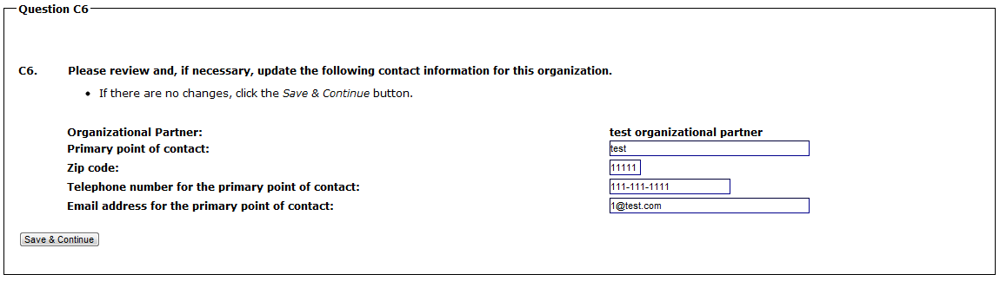 Question C6
C6. Please review and, if necessary, update the following contact information for this organization.
• If there are no changes, click the Save & Continue button.
Organizational Partner: test organizational partner
Primary point of contact: test
Zip code: 11111
Telephone number for the primary point of contact: 111-111-1111
Email address for the primary point of contact: 1@test.com
Save & Continue